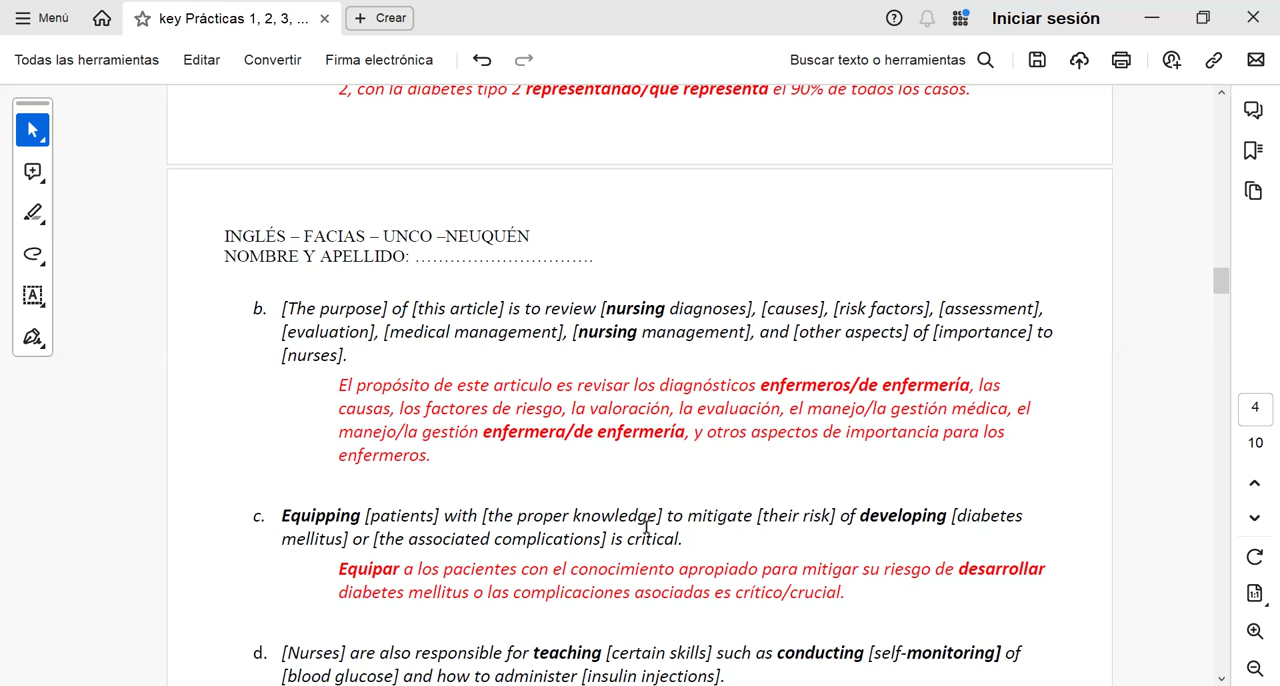 Menú
key Prácticas 1, 2, 3, ...
Crear
Iniciar sesión
Todas las herramientas
Editar
Convertir
Firma electrónica
Buscar texto o herramientas
2, con la diabetes tipo 2 representando/que representa el 90% de todos los casos.
INGLÉS – FACIAS – UNCO –NEUQUÉN
NOMBRE Y APELLIDO: …………………………
b. [The purpose] of [this article] is to review [nursing diagnoses], [causes], [risk factors], [assessment],
[evaluation], [medical management], [nursing management], and [other aspects] of [importance] to
[nurses].
El propósito de este articulo es revisar los diagnósticos enfermeros/de enfermería, las
causas, los factores de riesgo, la valoración, la evaluación, el manejo/la gestión médica, el
manejo/la gestión enfermera/de enfermería, y otros aspectos de importancia para los
enfermeros.
c. Equipping [patients] with [the proper knowledge] to mitigate [their risk] of developing [diabetes
mellitus] or [the associated complications] is critical.
Equipar a los pacientes con el conocimiento apropiado para mitigar su riesgo de desarrollar
diabetes mellitus o las complicaciones asociadas es crítico/crucial.
d. [Nurses] are also responsible for teaching [certain skills] such as conducting [self-monitoring] of
[blood glucose] and how to administer [insulin injections].
4
10